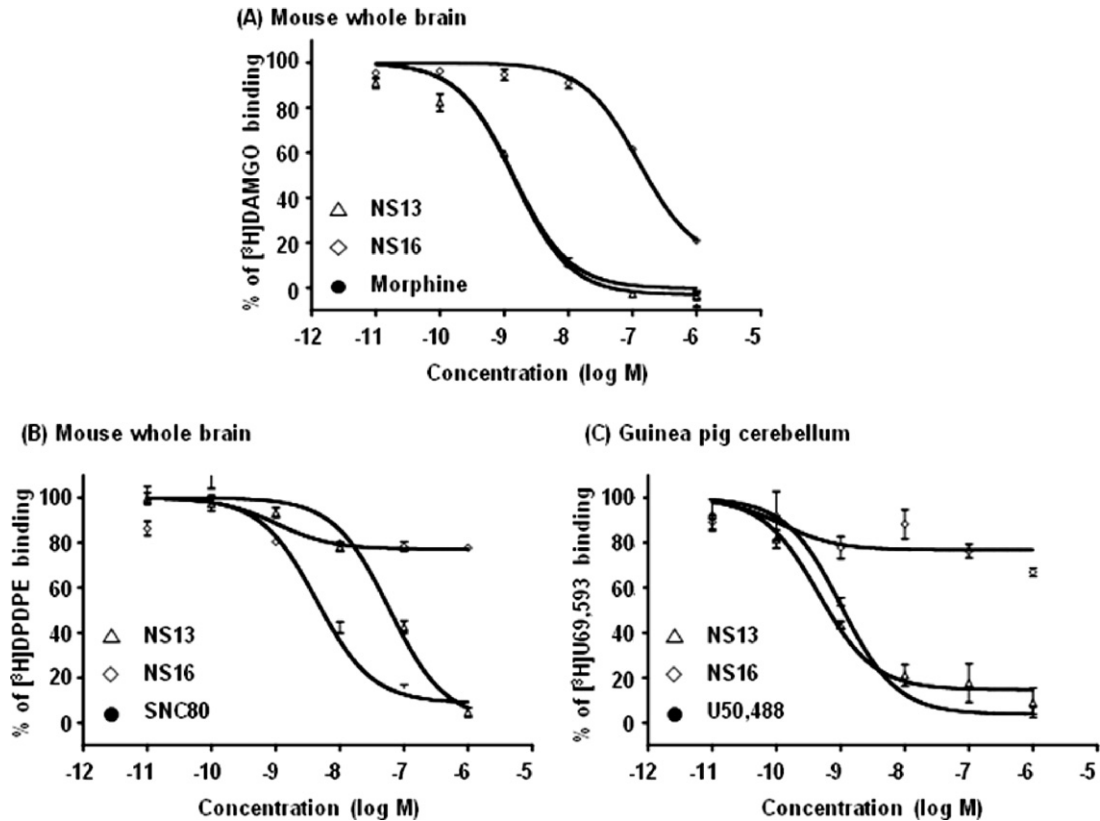 (A) Mouse whole brain
% of [³H]DAMGO binding
100
80
60
40
20
0
NS13
NS16
Morphine
-12 -11 -10 -9 -8 -7 -6 -5
Concentration (log M)
(B) Mouse whole brain
% of [³H]DPDPE binding
100
80
60
40
20
0
NS13
NS16
SNC80
-12 -11 -10 -9 -8 -7 -6 -5
Concentration (log M)
(C) Guinea pig cerebellum
% of [³H]U69,593 binding
100
80
60
40
20
0
NS13
NS16
U50,488
-12 -11 -10 -9 -8 -7 -6 -5
Concentration (log M)